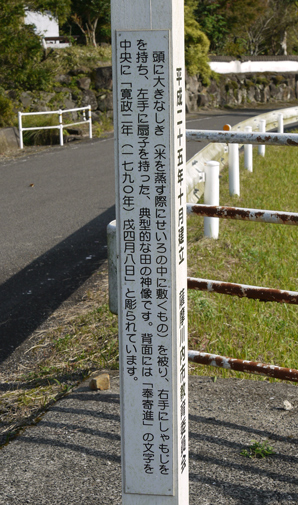 頭に大きなしき（米を蒸す際にせいろの中に敷くもの）を被り、右手にしゃもじを
を持ち、左手に扇子を持った、典型的な田の神像です。背面には「奉寄進」の文字を
中央に「寛政二年（一七九〇年）戌四月八日」と彫られています。
平成二十五年十月建立　薩摩川内市教育委員会